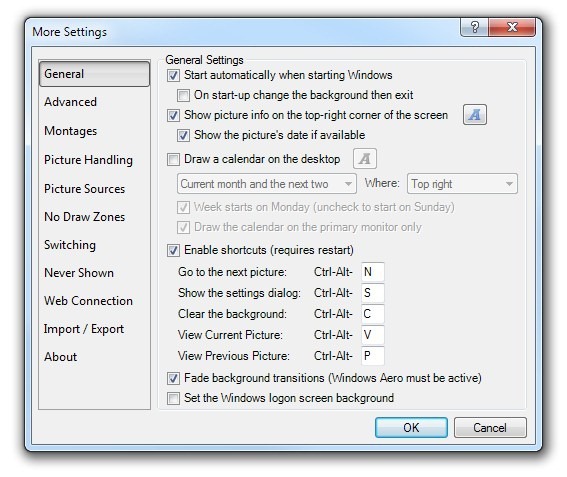 More Settings
?
General
Advanced
Montages
Picture Handling
Picture Sources
No Draw Zones
Switching
Never Shown
Web Connection
Import / Export
About
General Settings
Start automatically when starting Windows
On start-up change the background then exit
Show picture info on the top-right corner of the screen A
Show the picture's date if available
Draw a calendar on the desktop A
Current month and the next two Where: Top right
Week starts on Monday (uncheck to start on Sunday)
Draw the calendar on the primary monitor only
Enable shortcuts (requires restart)
Go to the next picture: Ctrl-Alt- N
Show the settings dialog: Ctrl-Alt- S
Clear the background: Ctrl-Alt- C
View Current Picture: Ctrl-Alt- V
View Previous Picture: Ctrl-Alt- P
Fade background transitions (Windows Aero must be active)
Set the Windows logon screen background
OK Cancel